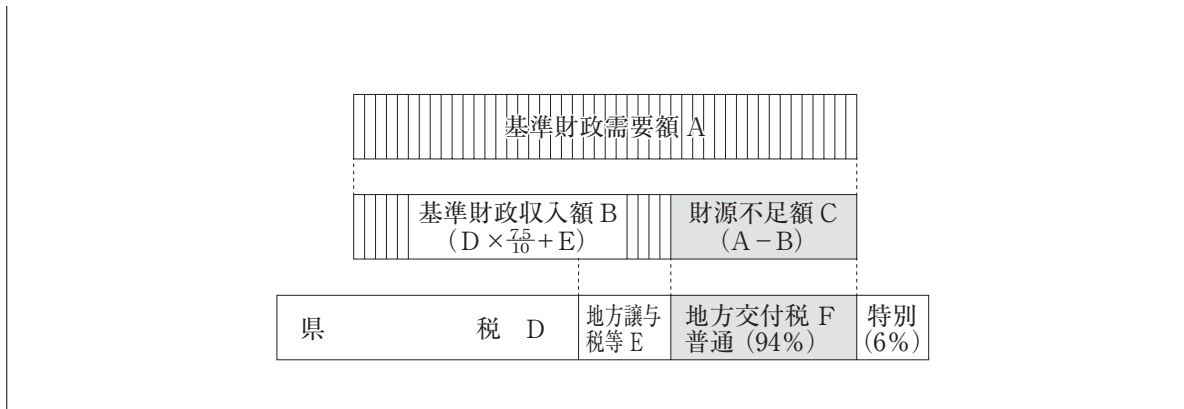 基準財政需要額 A
基準財政収入額 B
(D × 7.5/10 + E)
財源不足額 C
(A − B)
県 税 D
地方譲与
税等 E
地方交付税 F
普通 (94%)
特別
(6%)